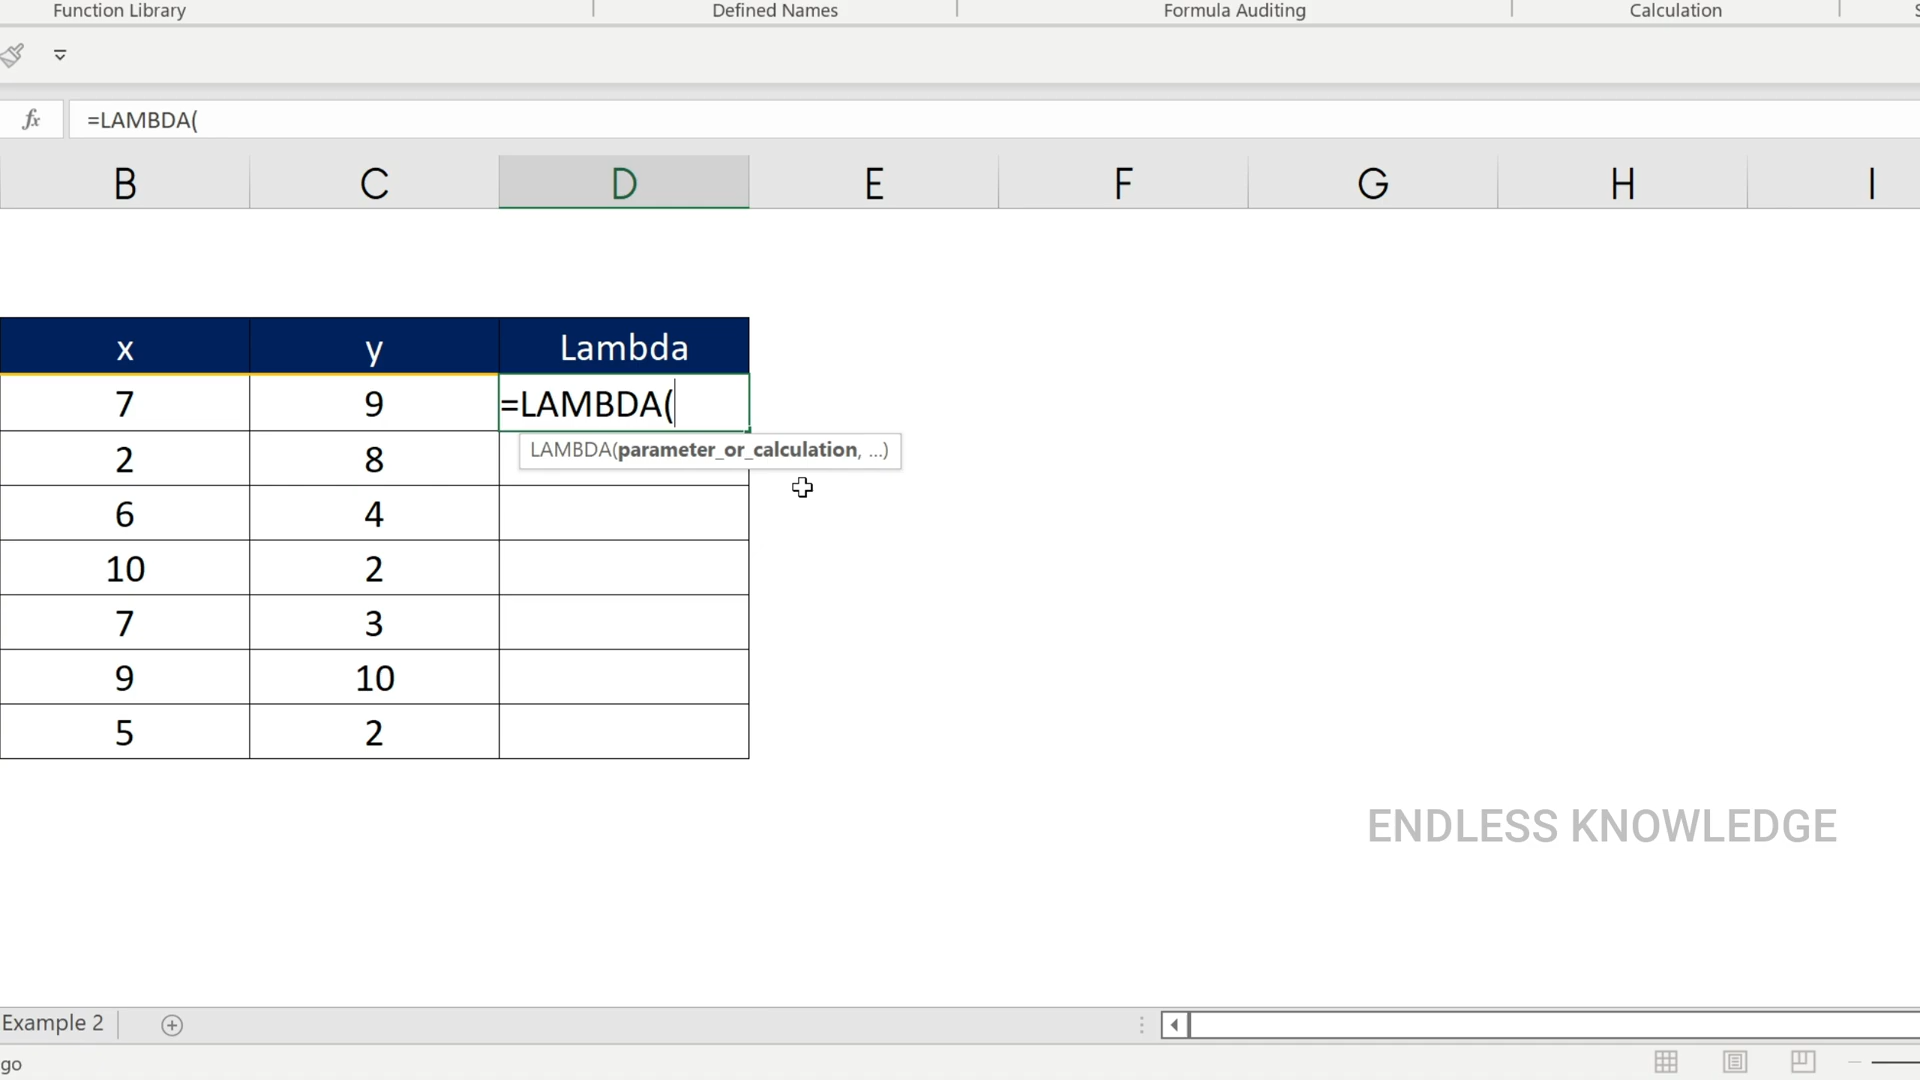 Function Library Defined Names Formula Auditing Calculation
fx =LAMBDA(
B C D E F G H I
x y Lambda
7 9 =LAMBDA(
LAMBDA(parameter_or_calculation, ...)
2 8
6 4
10 2
7 3
9 10
5 2
ENDLESS KNOWLEDGE
Example 2
go